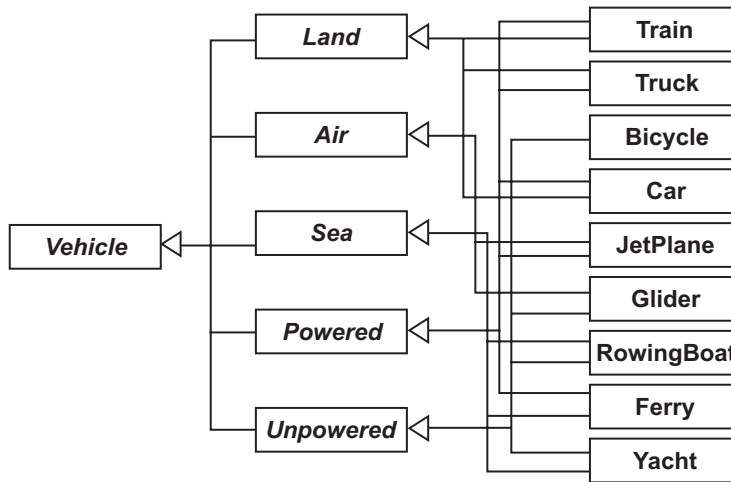 Vehicle
Land
Air
Sea
Powered
Unpowered
Train
Truck
Bicycle
Car
JetPlane
Glider
RowingBoat
Ferry
Yacht